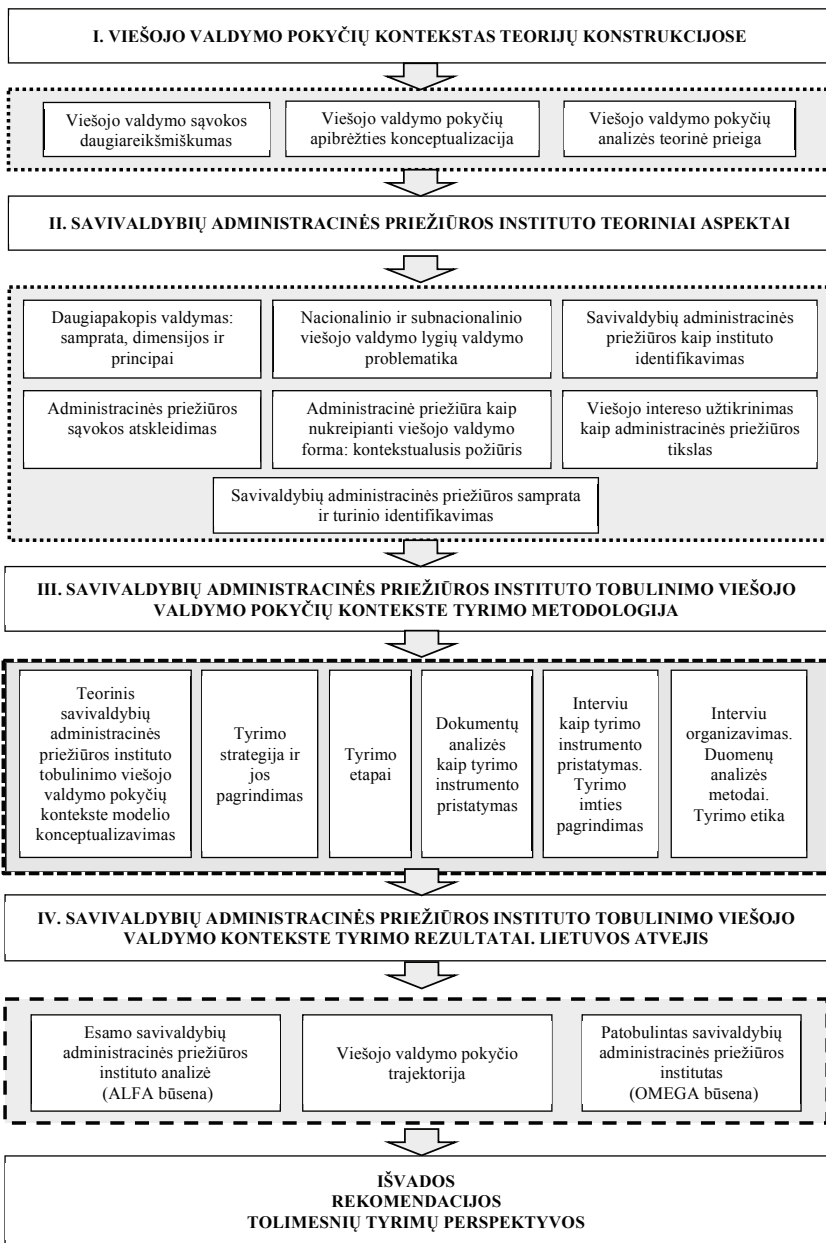 I. VIEŠOJO VALDYMO POKYČIŲ KONTEKSTAS TEORIJŲ KONSTRUKCIJOSE
Viešojo valdymo sąvokos
daugiareikšmiškumas
Viešojo valdymo pokyčių
apibrėžties konceptualizacija
Viešojo valdymo pokyčių
analizės teorinė prieiga
II. SAVIVALDYBIŲ ADMINISTRACINĖS PRIEŽIŪROS INSTITUTO TEORINIAI ASPEKTAI
Daugiapakopis valdymas:
samprata, dimensijos ir
principai
Nacionalinio ir subnacionalinio
viešojo valdymo lygių valdymo
problematika
Savivaldybių administracinės
priežiūros kaip instituto
identifikavimas
Administracinės priežiūros
sąvokos atskleidimas
Administracinė priežiūra kaip
nukreipianti viešojo valdymo
forma: kontekstualusis požiūris
Viešojo intereso užtikrinimas
kaip administracinės priežiūros
tikslas
Savivaldybių administracinės priežiūros samprata
ir turinio identifikavimas
III. SAVIVALDYBIŲ ADMINISTRACINĖS PRIEŽIŪROS INSTITUTO TOBULINIMO VIEŠOJO
VALDYMO POKYČIŲ KONTEKSTE TYRIMO METODOLOGIJA
Teorinis
savivaldybių
administracinės
priežiūros instituto
tobulinimo viešojo
valdymo pokyčių
kontekste modelio
konceptualizavimas
Tyrimo
strategija ir
jos
pagrindimas
Tyrimo
etapai
Dokumentų
analizės
kaip tyrimo
instrumento
pristatymas
Interviu
kaip tyrimo
instrumento
pristatymas.
Tyrimo
imties
pagrindimas
Interviu
organizavimas.
Duomenų
analizės
metodai.
Tyrimo etika
IV. SAVIVALDYBIŲ ADMINISTRACINĖS PRIEŽIŪROS INSTITUTO TOBULINIMO VIEŠOJO
VALDYMO KONTEKSTE TYRIMO REZULTATAI. LIETUVOS ATVEJIS
Esamo savivaldybių
administracinės priežiūros
instituto analizė
(ALFA būsena)
Viešojo valdymo pokyčio
trajektorija
Patobulintas savivaldybių
administracinės priežiūros
institutas
(OMEGA būsena)
IŠVADOS
REKOMENDACIJOS
TOLIMESNIŲ TYRIMŲ PERSPEKTYVOS